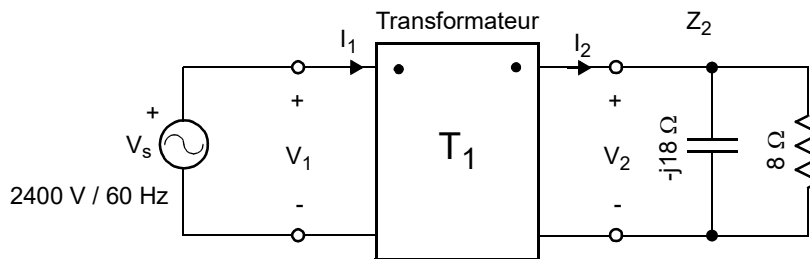 Transformateur
Z2
I1
I2
+
+
+
Vs
V1
T1
V2
-j18 Ω
8 Ω
2400 V / 60 Hz
-
-
-